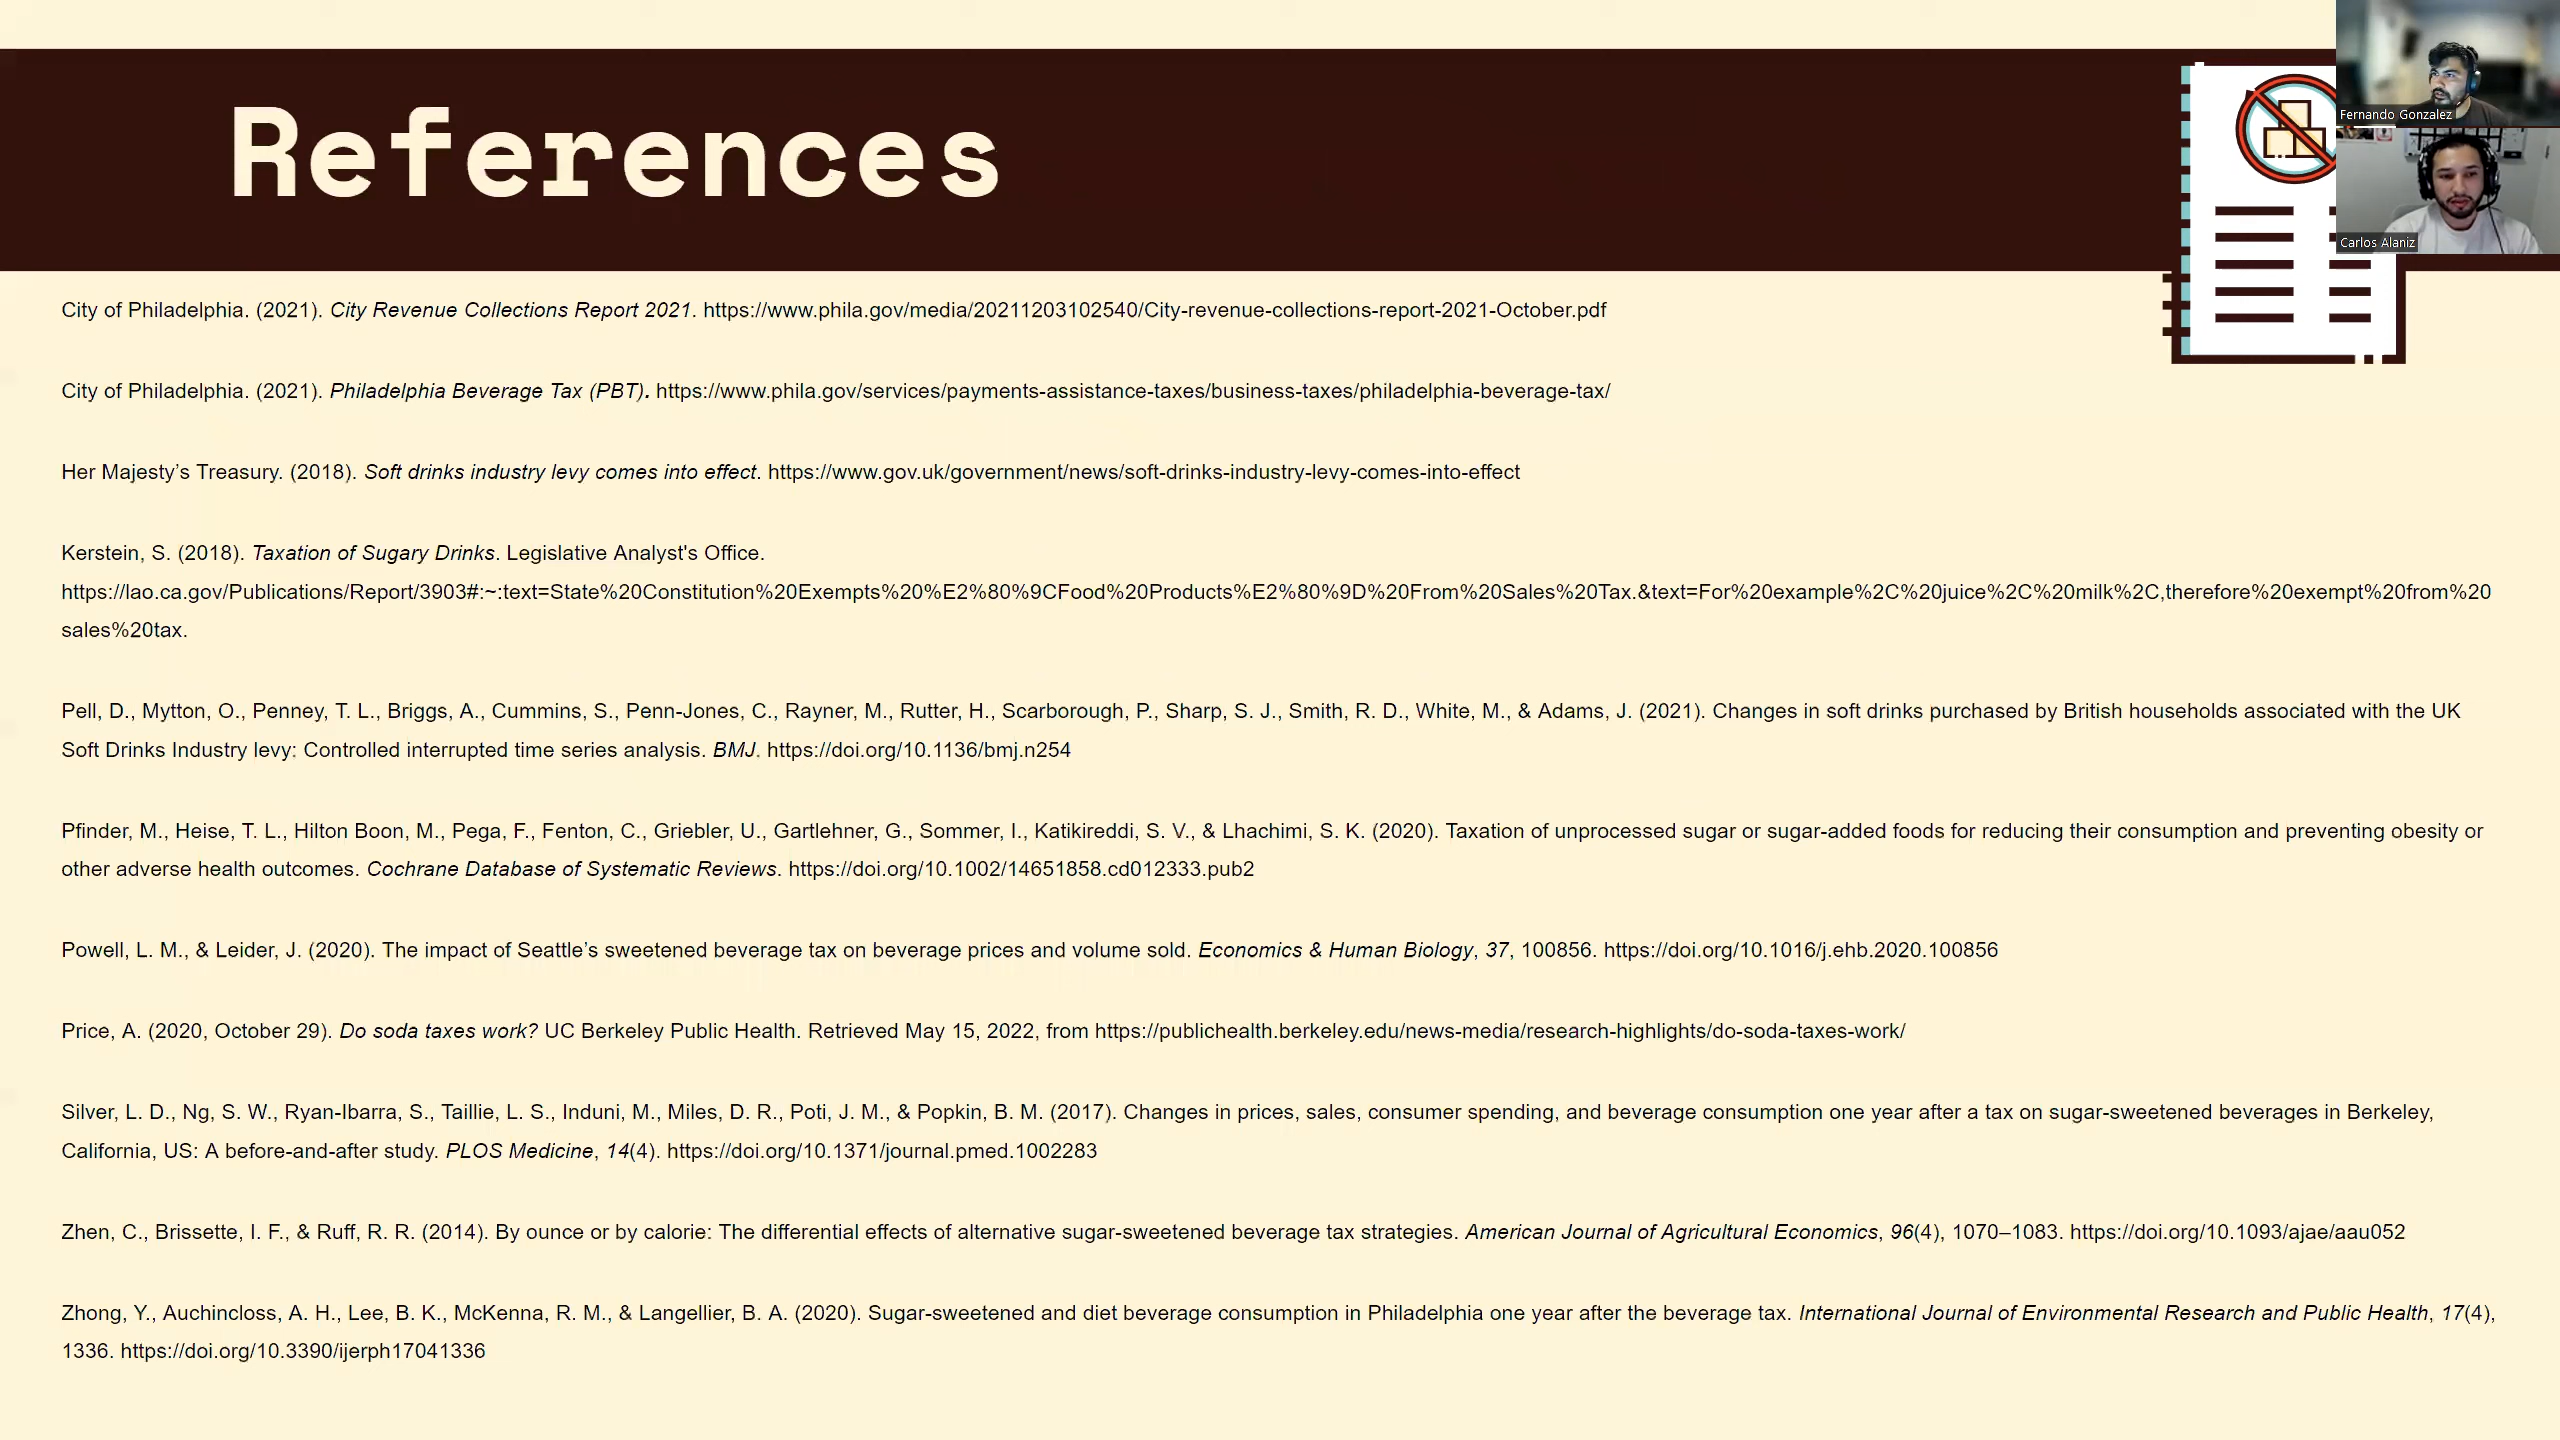 References
Fernando Gonzalez
Carlos Alaniz
City of Philadelphia. (2021). City Revenue Collections Report 2021. https://www.phila.gov/media/20211203102540/City-revenue-collections-report-2021-October.pdf
City of Philadelphia. (2021). Philadelphia Beverage Tax (PBT). https://www.phila.gov/services/payments-assistance-taxes/business-taxes/philadelphia-beverage-tax/
Her Majesty’s Treasury. (2018). Soft drinks industry levy comes into effect. https://www.gov.uk/government/news/soft-drinks-industry-levy-comes-into-effect
Kerstein, S. (2018). Taxation of Sugary Drinks. Legislative Analyst's Office.
https://lao.ca.gov/Publications/Report/3903#:~:text=State%20Constitution%20Exempts%20%E2%80%9CFood%20Products%E2%80%9D%20From%20Sales%20Tax.&text=For%20example%2C%20juice%2C%20milk%2C,therefore%20exempt%20from%20
sales%20tax.
Pell, D., Mytton, O., Penney, T. L., Briggs, A., Cummins, S., Penn-Jones, C., Rayner, M., Rutter, H., Scarborough, P., Sharp, S. J., Smith, R. D., White, M., & Adams, J. (2021). Changes in soft drinks purchased by British households associated with the UK
Soft Drinks Industry levy: Controlled interrupted time series analysis. BMJ. https://doi.org/10.1136/bmj.n254
Pfinder, M., Heise, T. L., Hilton Boon, M., Pega, F., Fenton, C., Griebler, U., Gartlehner, G., Sommer, I., Katikireddi, S. V., & Lhachimi, S. K. (2020). Taxation of unprocessed sugar or sugar-added foods for reducing their consumption and preventing obesity or
other adverse health outcomes. Cochrane Database of Systematic Reviews. https://doi.org/10.1002/14651858.cd012333.pub2
Powell, L. M., & Leider, J. (2020). The impact of Seattle’s sweetened beverage tax on beverage prices and volume sold. Economics & Human Biology, 37, 100856. https://doi.org/10.1016/j.ehb.2020.100856
Price, A. (2020, October 29). Do soda taxes work? UC Berkeley Public Health. Retrieved May 15, 2022, from https://publichealth.berkeley.edu/news-media/research-highlights/do-soda-taxes-work/
Silver, L. D., Ng, S. W., Ryan-Ibarra, S., Taillie, L. S., Induni, M., Miles, D. R., Poti, J. M., & Popkin, B. M. (2017). Changes in prices, sales, consumer spending, and beverage consumption one year after a tax on sugar-sweetened beverages in Berkeley,
California, US: A before-and-after study. PLOS Medicine, 14(4). https://doi.org/10.1371/journal.pmed.1002283
Zhen, C., Brissette, I. F., & Ruff, R. R. (2014). By ounce or by calorie: The differential effects of alternative sugar-sweetened beverage tax strategies. American Journal of Agricultural Economics, 96(4), 1070–1083. https://doi.org/10.1093/ajae/aau052
Zhong, Y., Auchincloss, A. H., Lee, B. K., McKenna, R. M., & Langellier, B. A. (2020). Sugar-sweetened and diet beverage consumption in Philadelphia one year after the beverage tax. International Journal of Environmental Research and Public Health, 17(4),
1336. https://doi.org/10.3390/ijerph17041336